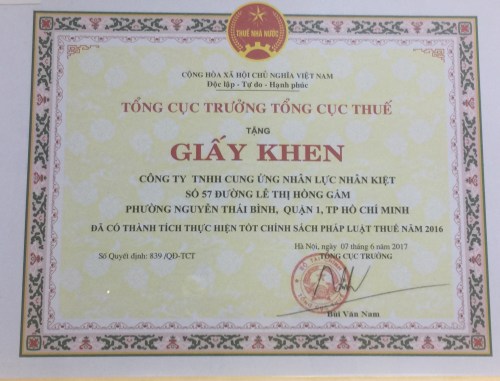 THUẾ NHÀ NƯỚC
CỘNG HÒA XÃ HỘI CHỦ NGHĨA VIỆT NAM
Độc lập - Tự do - Hạnh phúc
TỔNG CỤC TRƯỞNG TỔNG CỤC THUẾ
TẶNG
GIẤY KHEN
CÔNG TY TNHH CUNG ỨNG NHÂN LỰC NHÂN KIỆT
SỐ 57 ĐƯỜNG LÊ THỊ HỒNG GẤM
PHƯỜNG NGUYỄN THÁI BÌNH, QUẬN 1, TP HỒ CHÍ MINH
ĐÃ CÓ THÀNH TÍCH THỰC HIỆN TỐT CHÍNH SÁCH PHÁP LUẬT THUẾ NĂM 2016
Hà Nội, ngày 07 tháng 6 năm 2017
Số Quyết định: 839 /QĐ-TCT
TỔNG CỤC TRƯỞNG
Bùi Văn Nam